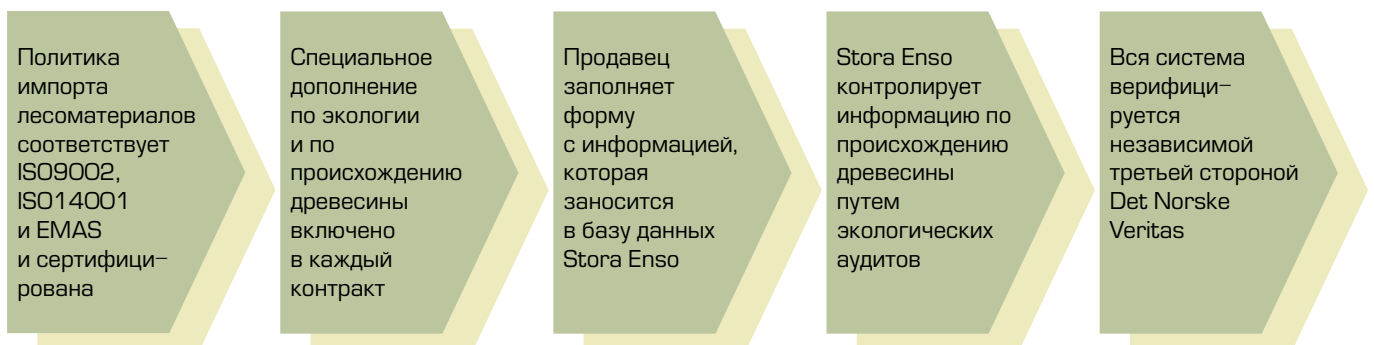 Политика
импорта
лесоматериалов
соответствует
ISO9002,
ISO14001
и EMAS
и сертифици-
рована
Специальное
дополнение
по экологии
и по
происхождению
древесины
включено
в каждый
контракт
Продавец
заполняет
форму
с информацией,
которая
заносится
в базу данных
Stora Enso
Stora Enso
контролирует
информацию по
происхождению
древесины
путем
экологических
аудитов
Вся система
верифици-
руется
независимой
третьей стороной
Det Norske
Veritas